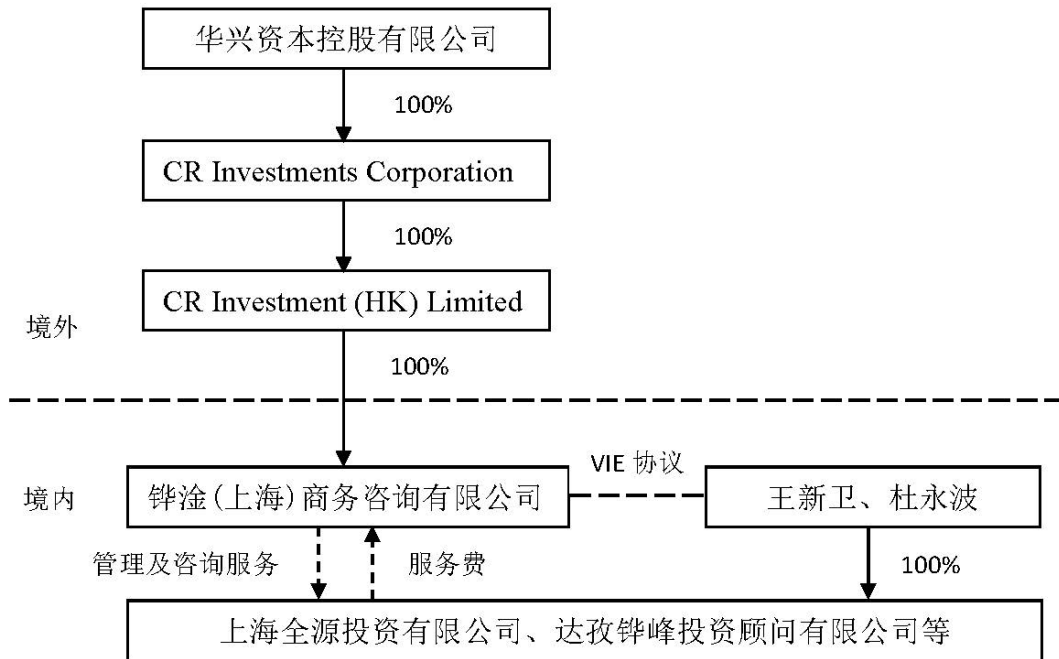 华兴资本控股有限公司
100%
CR Investments Corporation
100%
CR Investment (HK) Limited
境外
100%
VIE 协议
境内
铧淦(上海)商务咨询有限公司
王新卫、杜永波
管理及咨询服务
服务费
100%
上海全源投资有限公司、达孜铧峰投资顾问有限公司等